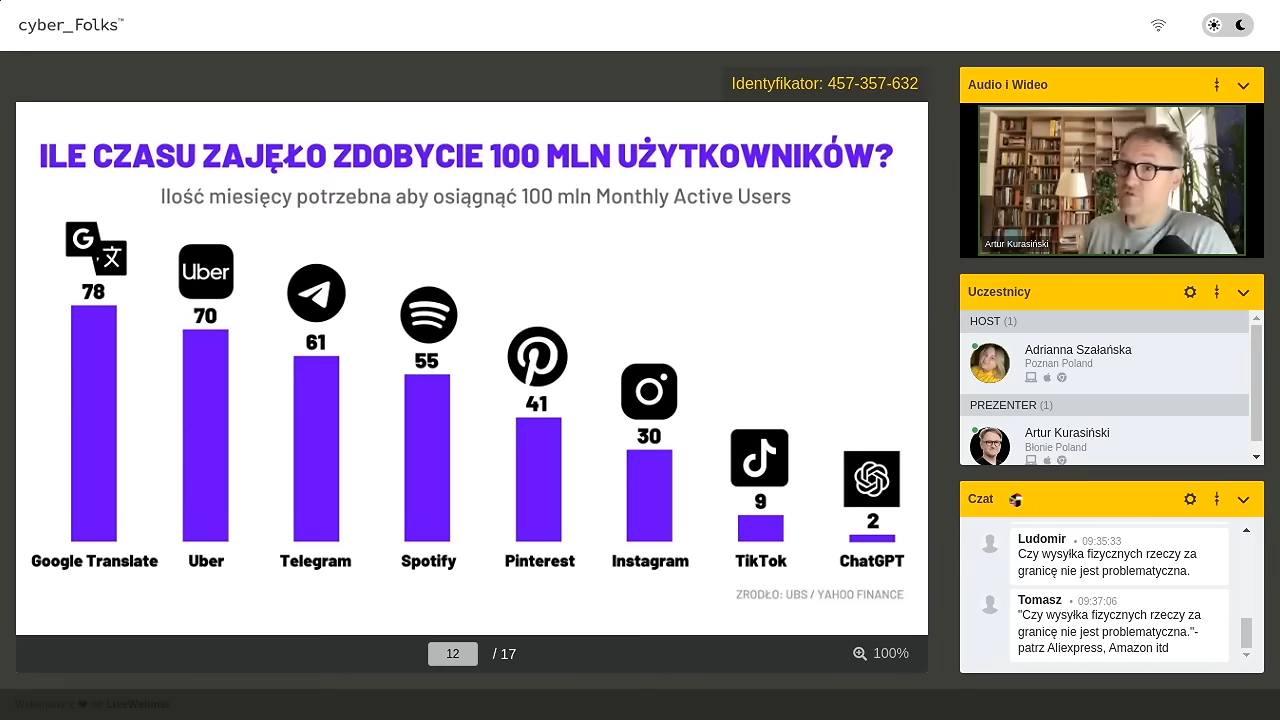 cyber_Folks™
Identyfikator: 457-357-632
ILE CZASU ZAJĘŁO ZDOBYCIE 100 MLN UŻYTKOWNIKÓW?
Ilość miesięcy potrzebna aby osiągnąć 100 mln Monthly Active Users
G
文
Uber
78
70
61
55
41
30
9
2
Google Translate
Uber
Telegram
Spotify
Pinterest
Instagram
TikTok
ChatGPT
ZRODŁO: UBS / YAHOO FINANCE
12 / 17
100%
Audio i Wideo
Artur Kurasiński
Uczestnicy
HOST (1)
Adrianna Szałańska
Poznan Poland
PREZENTER (1)
Artur Kurasiński
Błonie Poland
Czat
Ludomir • 09:35:33
Czy wysyłka fizycznych rzeczy za
granicę nie jest problematyczna.
Tomasz • 09:37:06
"Czy wysyłka fizycznych rzeczy za
granicę nie jest problematyczna."-
patrz Aliexpress, Amazon itd
LiveWebinar